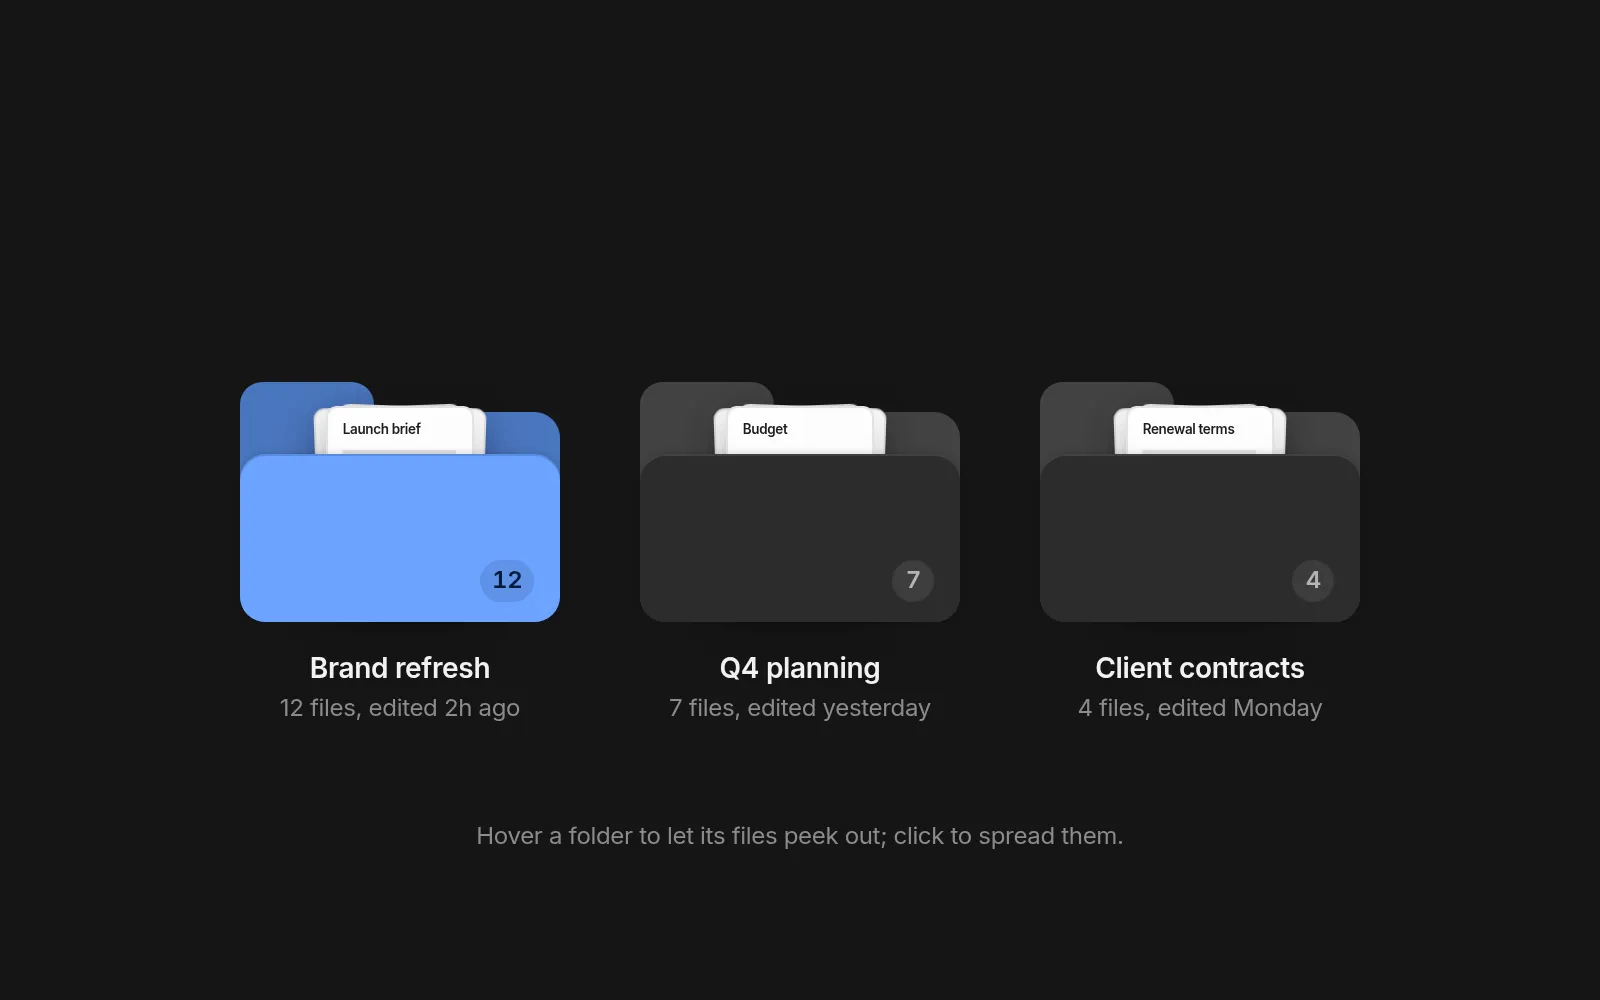 Launch brief
Budget
Renewal terms
12
7
4
Brand refresh
Q4 planning
Client contracts
12 files, edited 2h ago
7 files, edited yesterday
4 files, edited Monday
Hover a folder to let its files peek out; click to spread them.